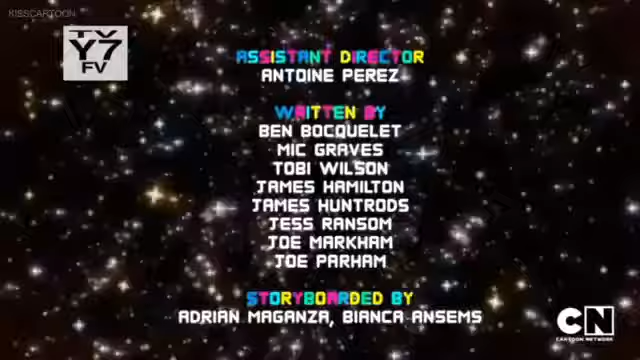 KISSCARTOON
TV
Y7
FV
ASSISTANT DIRECTOR
ANTOINE PEREZ
WRITTEN BY
BEN BOCQUELET
MIC GRAVES
TOBI WILSON
JAMES HAMILTON
JAMES HUNTRODS
JESS RANSOM
JOE MARKHAM
JOE PARHAM
STORYBOARDED BY
ADRIAN MAGANZA, BIANCA ANSEMS
CN
CARTOON NETWORK